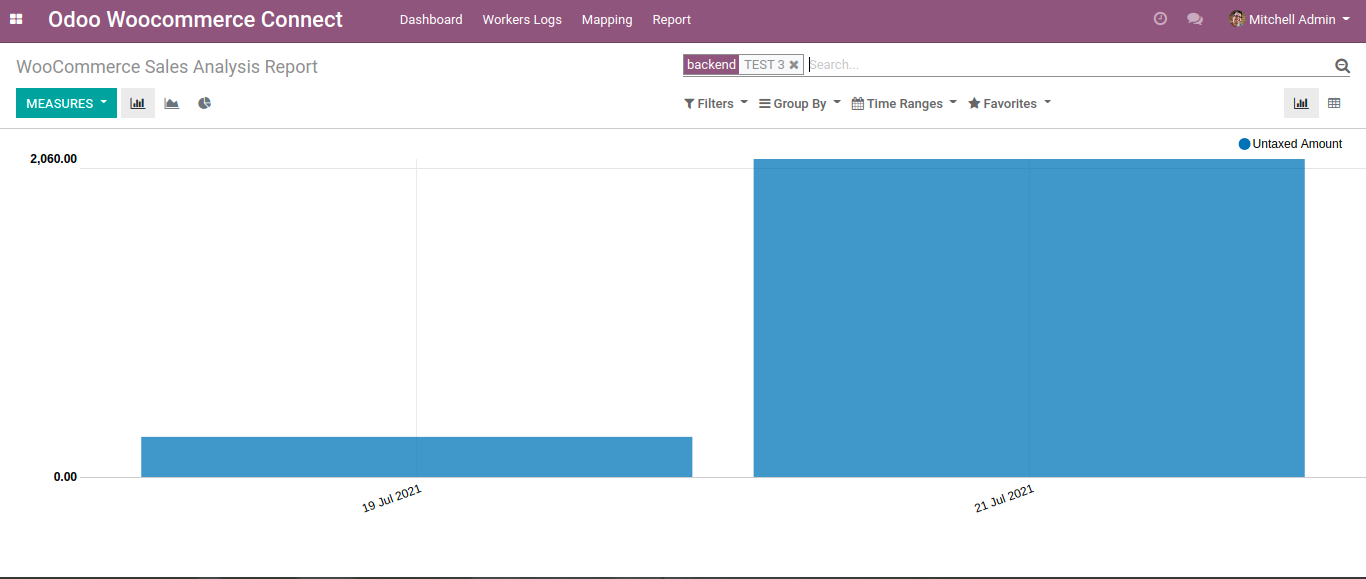 Odoo Woocommerce Connect Dashboard Workers Logs Mapping Report Mitchell Admin
WooCommerce Sales Analysis Report backend TEST 3 Search...
MEASURES Filters Group By Time Ranges Favorites
Untaxed Amount
2,060.00
0.00
19 Jul 2021 21 Jul 2021